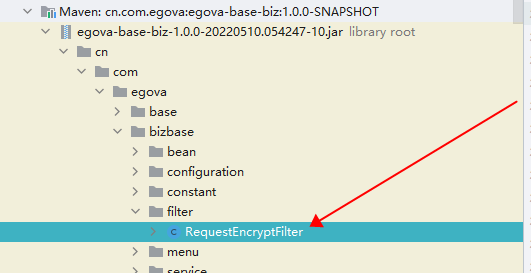 Maven: cn.com.egova:egova-base-biz:1.0.0-SNAPSHOT
egova-base-biz-1.0.0-20220510.054247-10.jar library root
cn
com
egova
base
bizbase
bean
configuration
constant
filter
C RequestEncryptFilter
menu
service